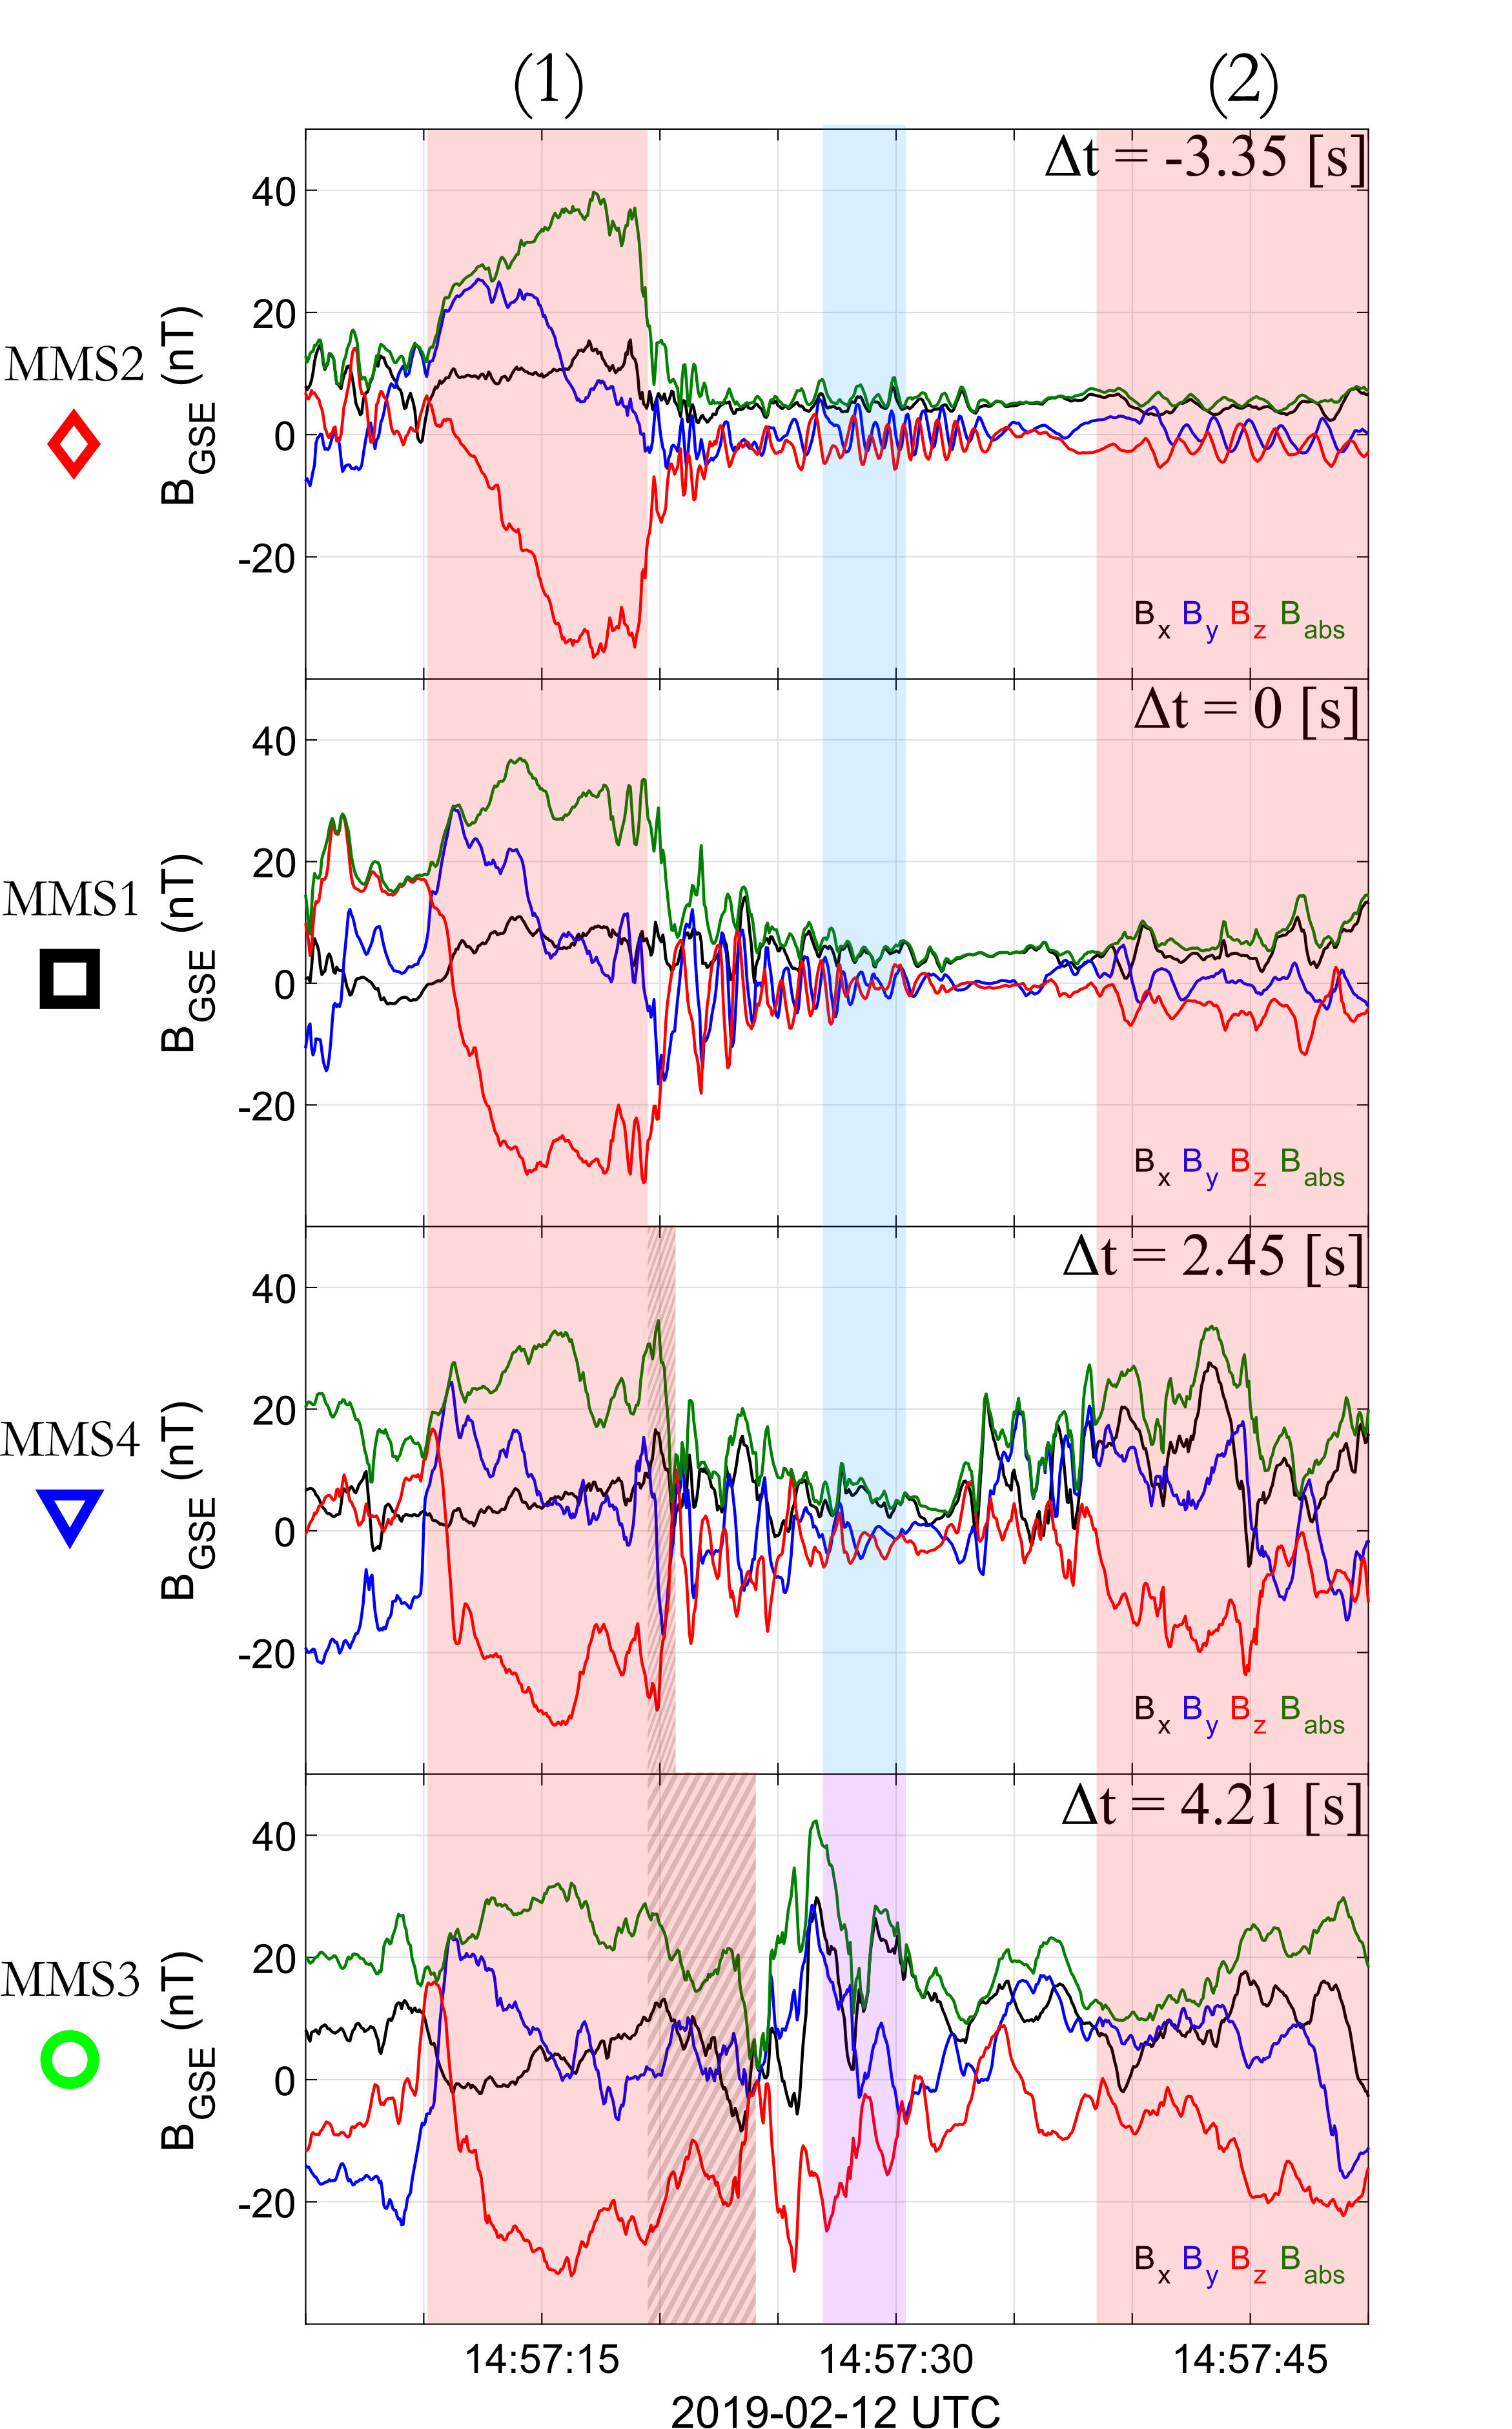 (1) (2)
Δt = -3.35 [s]
40
20
0
-20
MMS2
B_GSE (nT)
B_x B_y B_z B_abs
Δt = 0 [s]
40
20
0
-20
MMS1
B_GSE (nT)
B_x B_y B_z B_abs
Δt = 2.45 [s]
40
20
0
-20
MMS4
B_GSE (nT)
B_x B_y B_z B_abs
Δt = 4.21 [s]
40
20
0
-20
MMS3
B_GSE (nT)
B_x B_y B_z B_abs
14:57:15 14:57:30 14:57:45
2019-02-12 UTC